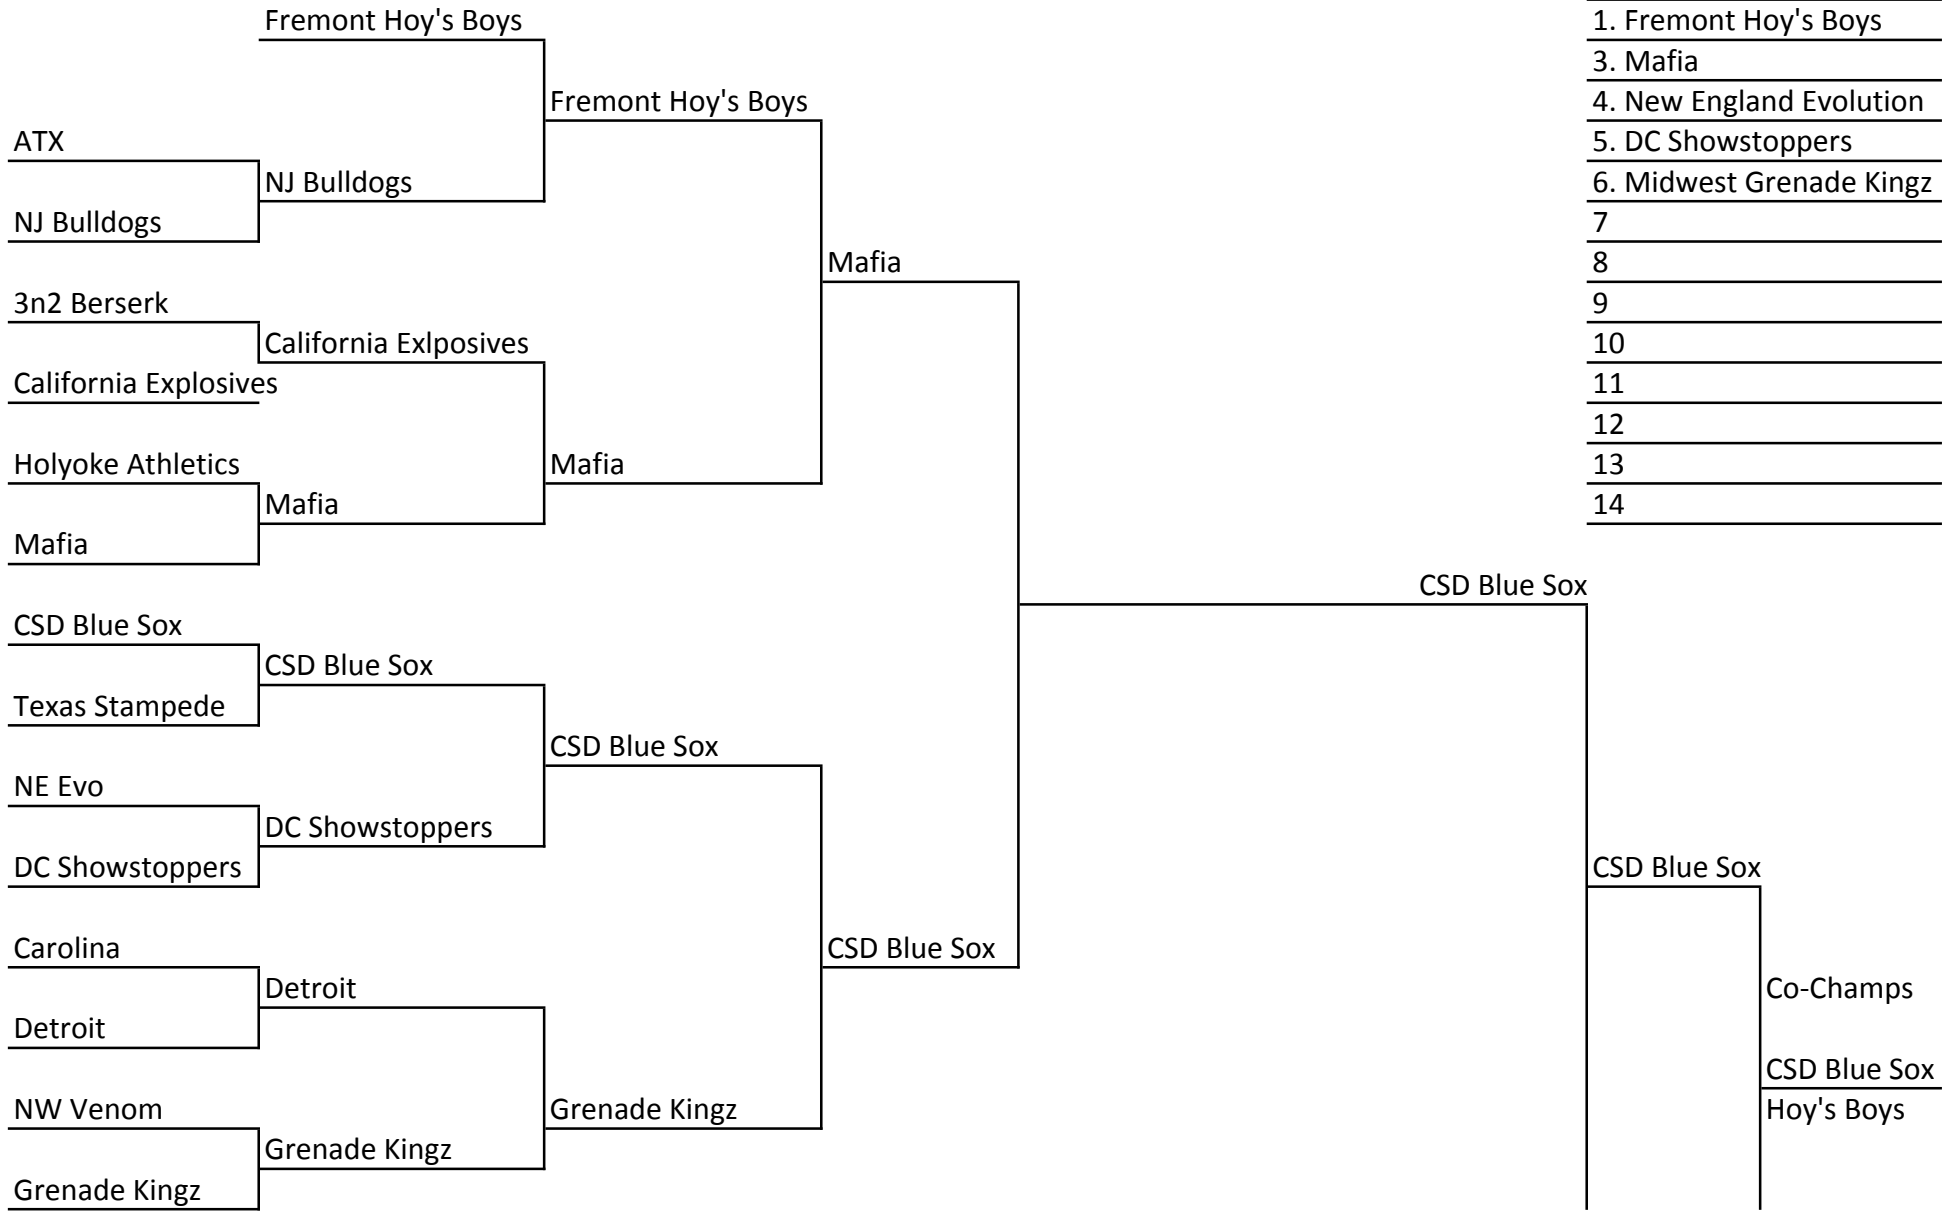 Fremont Hoy's Boys
1. Fremont Hoy's Boys
3. Mafia
Fremont Hoy's Boys
4. New England Evolution
ATX
5. DC Showstoppers
NJ Bulldogs
6. Midwest Grenade Kingz
NJ Bulldogs
7
Mafia
8
3n2 Berserk
9
California Exlposives
10
California Explosives
11
12
Holyoke Athletics
Mafia
13
Mafia
14
Mafia
CSD Blue Sox
CSD Blue Sox
CSD Blue Sox
Texas Stampede
CSD Blue Sox
NE Evo
DC Showstoppers
DC Showstoppers
CSD Blue Sox
Carolina
CSD Blue Sox
Detroit
Co-Champs
Detroit
CSD Blue Sox
NW Venom
Grenade Kingz
Hoy's Boys
Grenade Kingz
Grenade Kingz